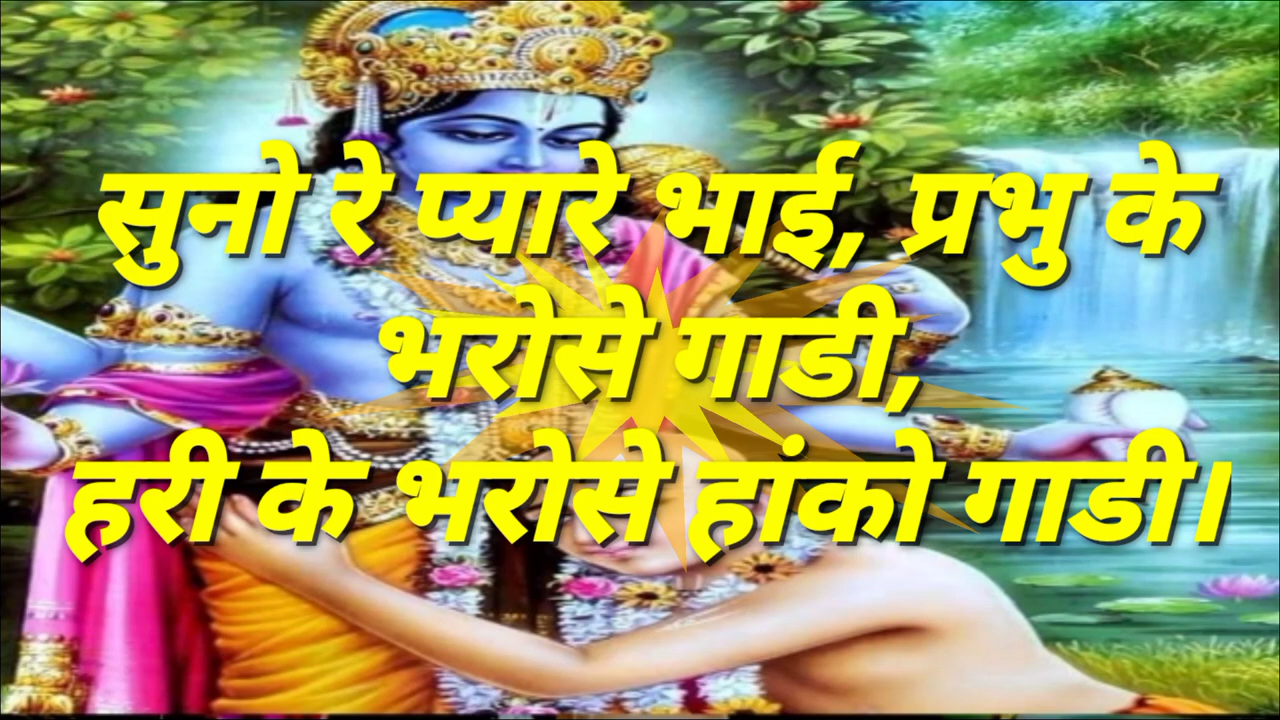 सुनो रे प्यारे भाई, प्रभु के
भरोसे गाडी,
हरी के भरोसे हांको गाडी।